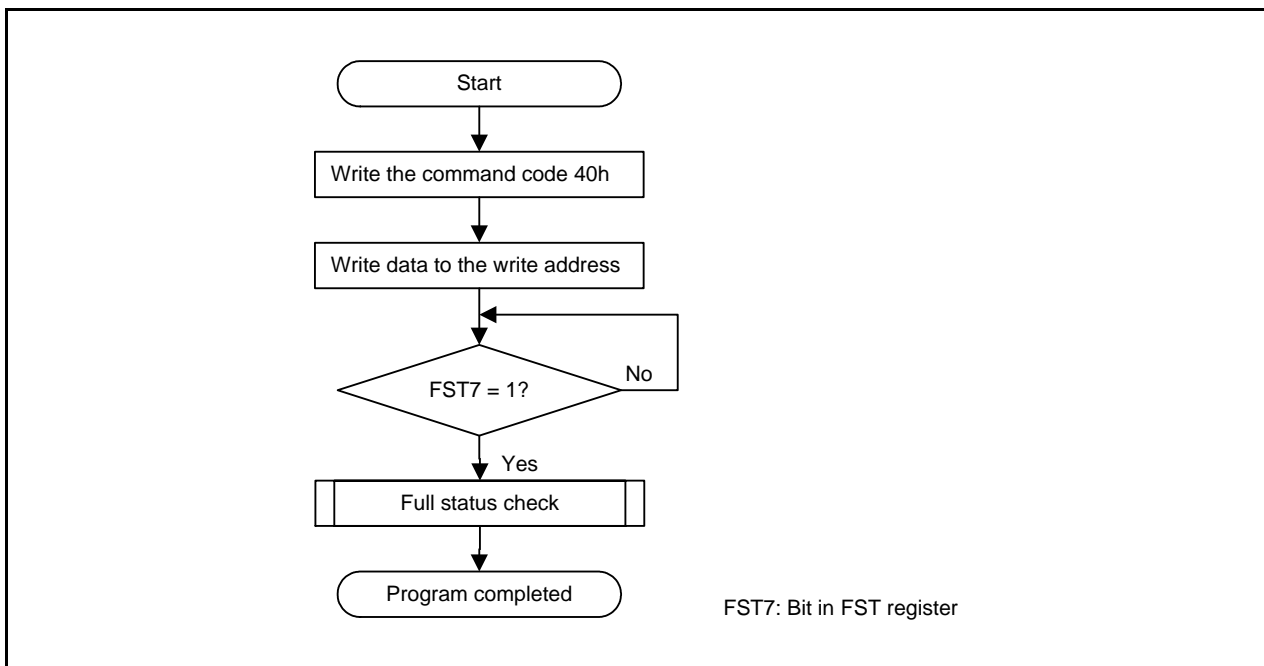 Start
Write the command code 40h
Write data to the write address
FST7 = 1?
No
Yes
Full status check
Program completed
FST7: Bit in FST register